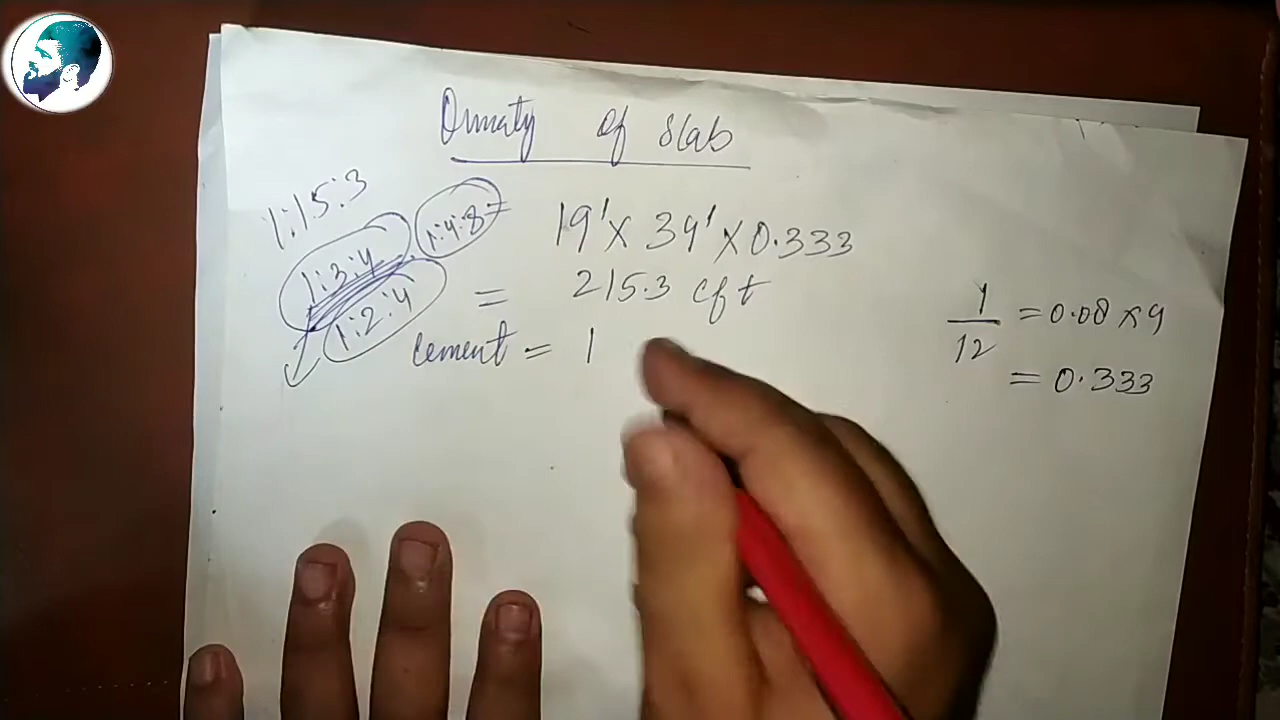 Qunaty of slab
1:1.5:3
1:3:4
1:4:8 =
1:2:4
19'x 34'x0.333
= 215.3 cft
cement = 1
1/12 = 0.08 x 4
= 0.333